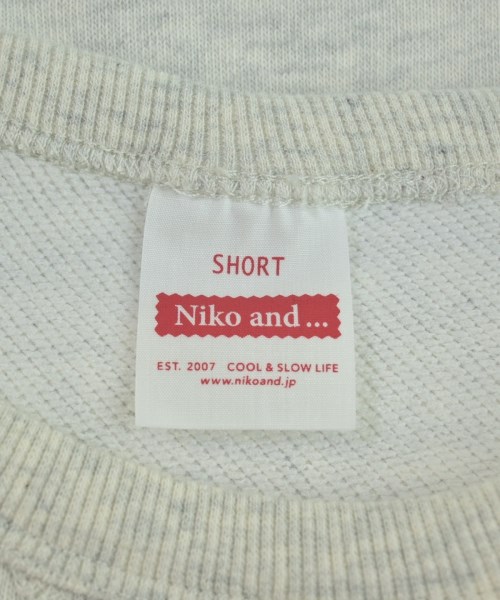 SHORT
Niko and ...
EST. 2007 COOL & SLOW LIFE
www.nikoand.jp